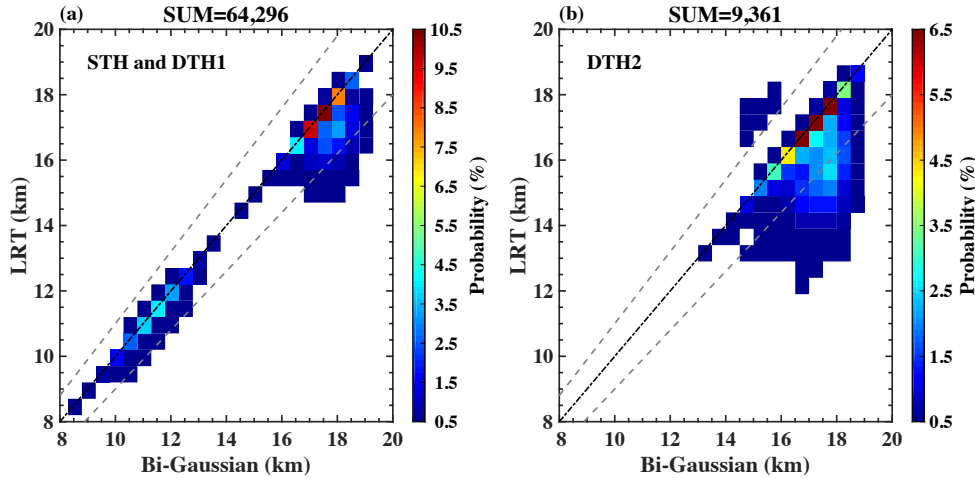 (a) SUM=64,296
STH and DTH1
LRT (km)
20
18
16
14
12
10
8
8 10 12 14 16 18 20
Bi-Gaussian (km)
10.5
9.5
8.5
7.5
6.5
5.5
4.5
3.5
2.5
1.5
0.5
Probability (%)
(b) SUM=9,361
DTH2
LRT (km)
20
18
16
14
12
10
8
8 10 12 14 16 18 20
Bi-Gaussian (km)
6.5
5.5
4.5
3.5
2.5
1.5
0.5
Probability (%)